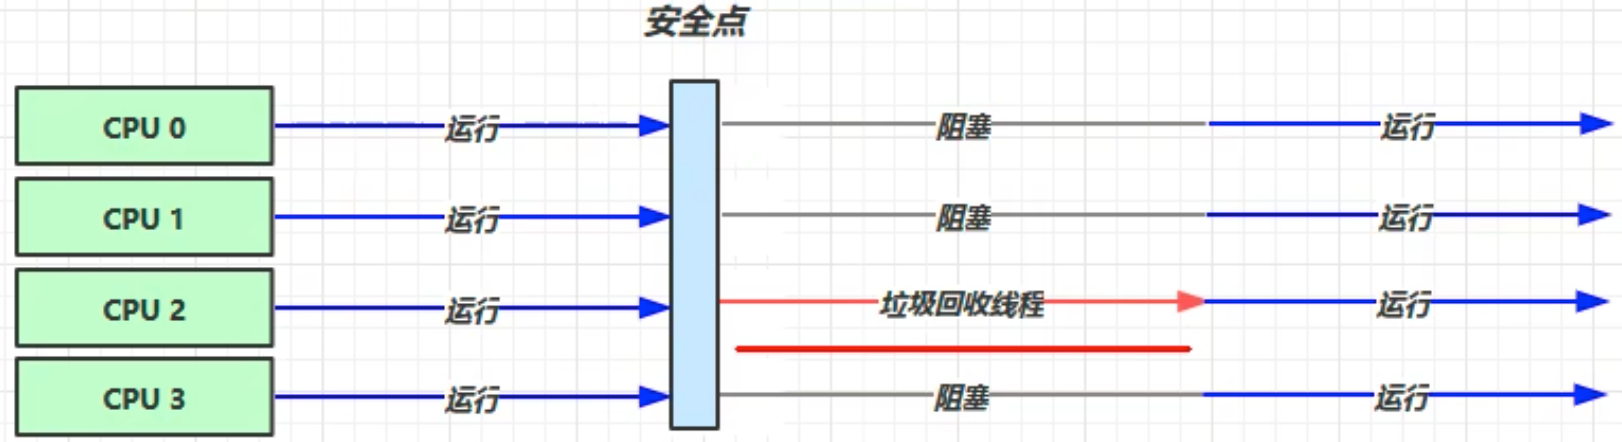 安全点
CPU 0 运行 阻塞 运行
CPU 1 运行 阻塞 运行
CPU 2 运行 垃圾回收线程 运行
CPU 3 运行 阻塞 运行